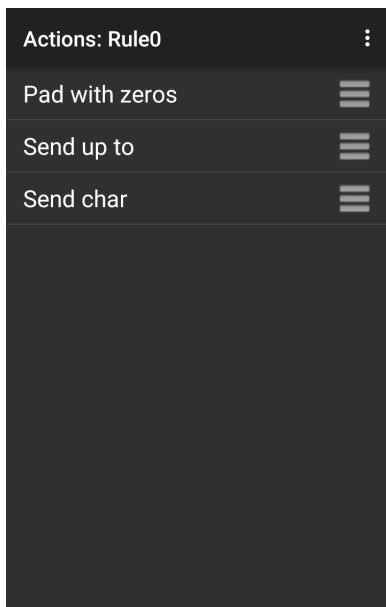 Actions: Rule0
Pad with zeros
Send up to
Send char